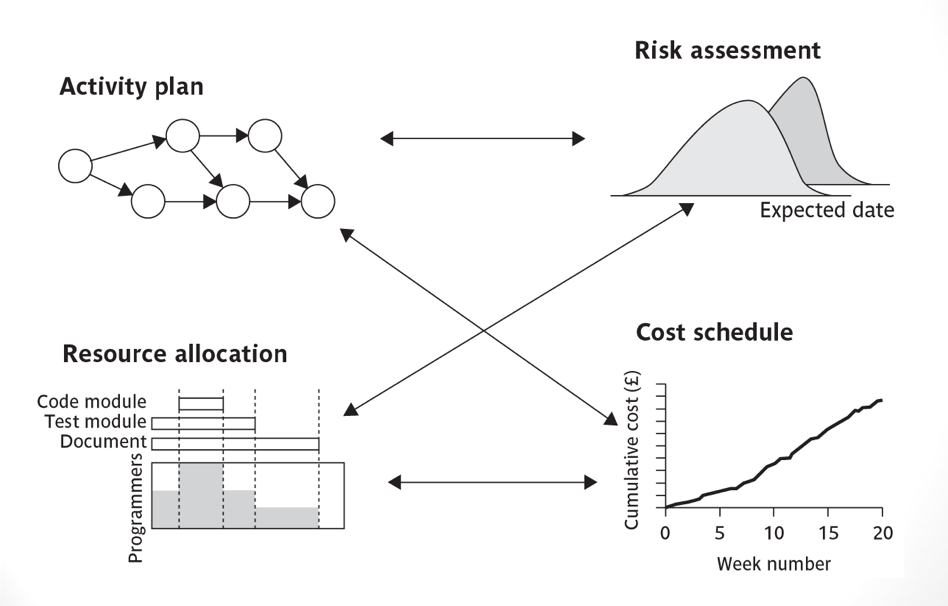 Activity plan
Risk assessment
Expected date
Resource allocation
Code module
Test module
Document
Programmers
Cost schedule
Cumulative cost (£)
0 5 10 15 20
Week number